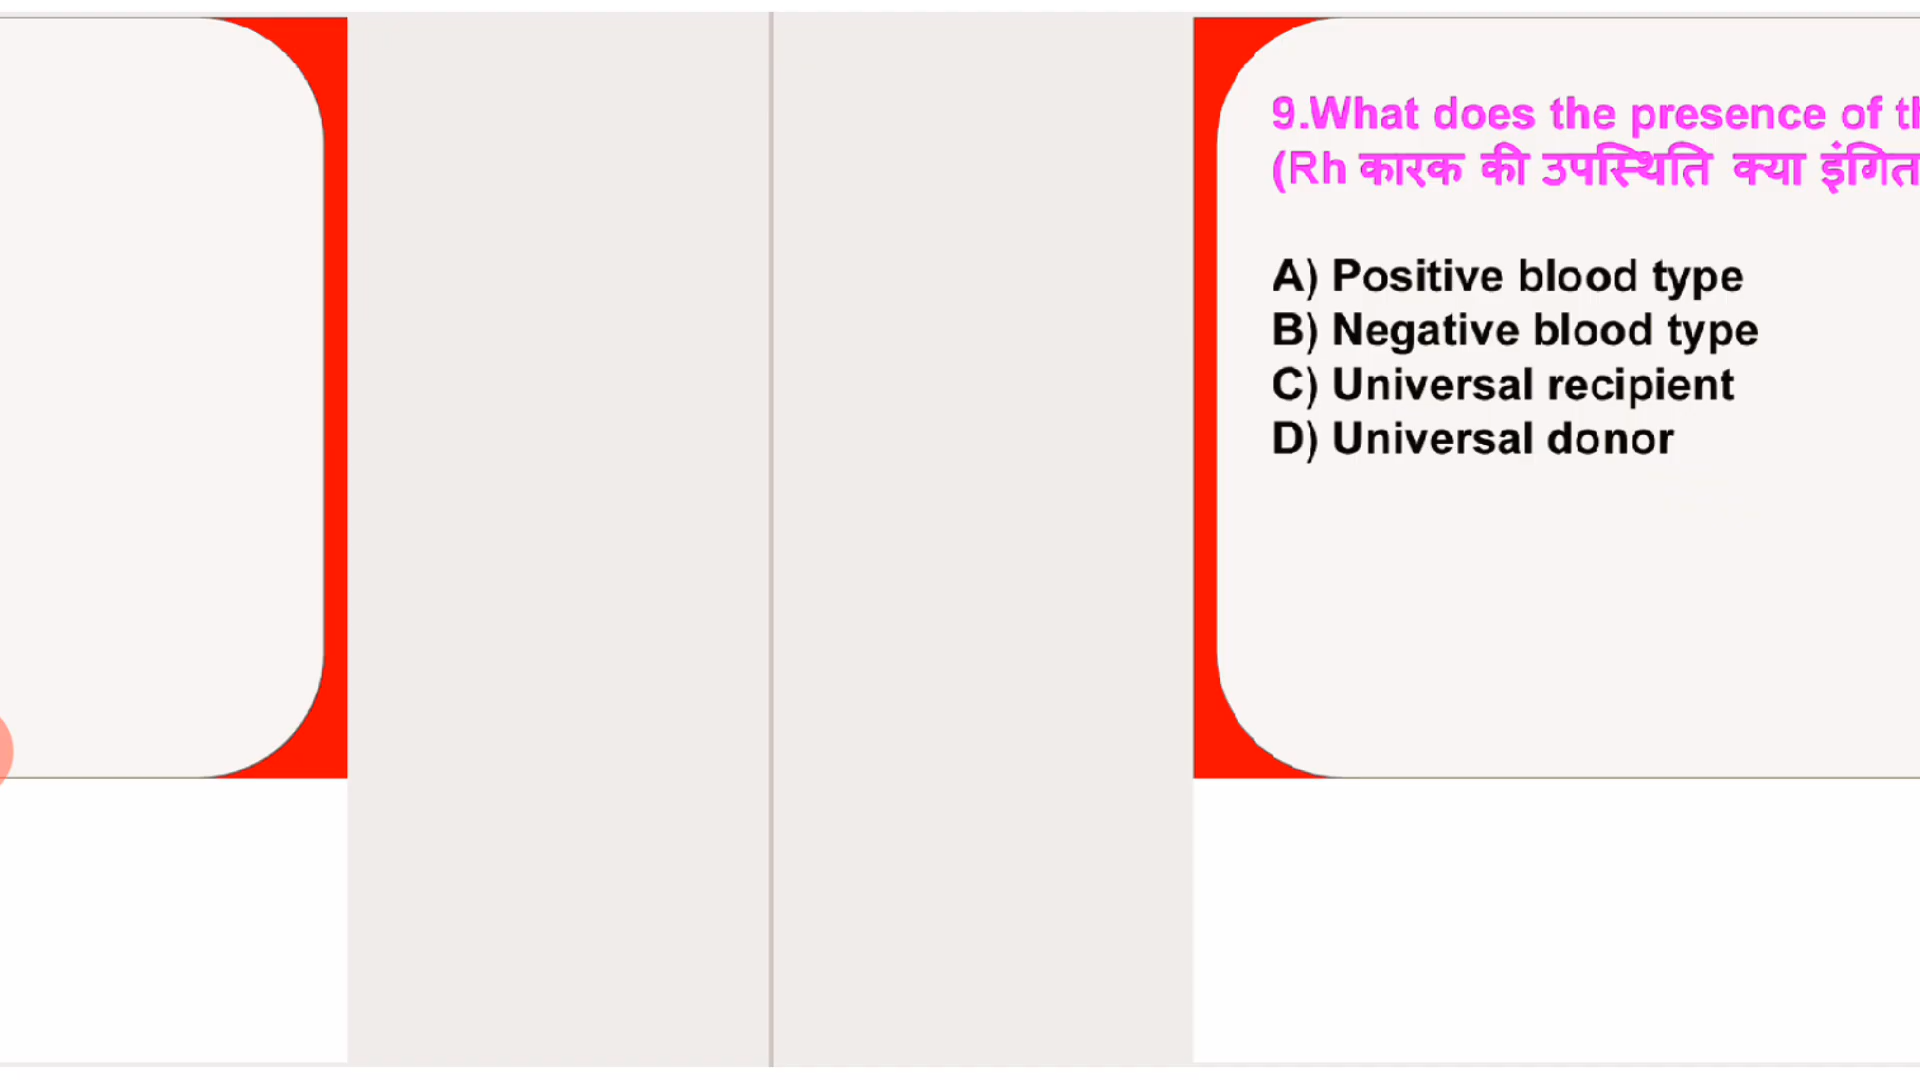 9.What does the presence of
(Rh कारक की उपस्थिति क्या इंगित
A) Positive blood type
B) Negative blood type
C) Universal recipient
D) Universal donor